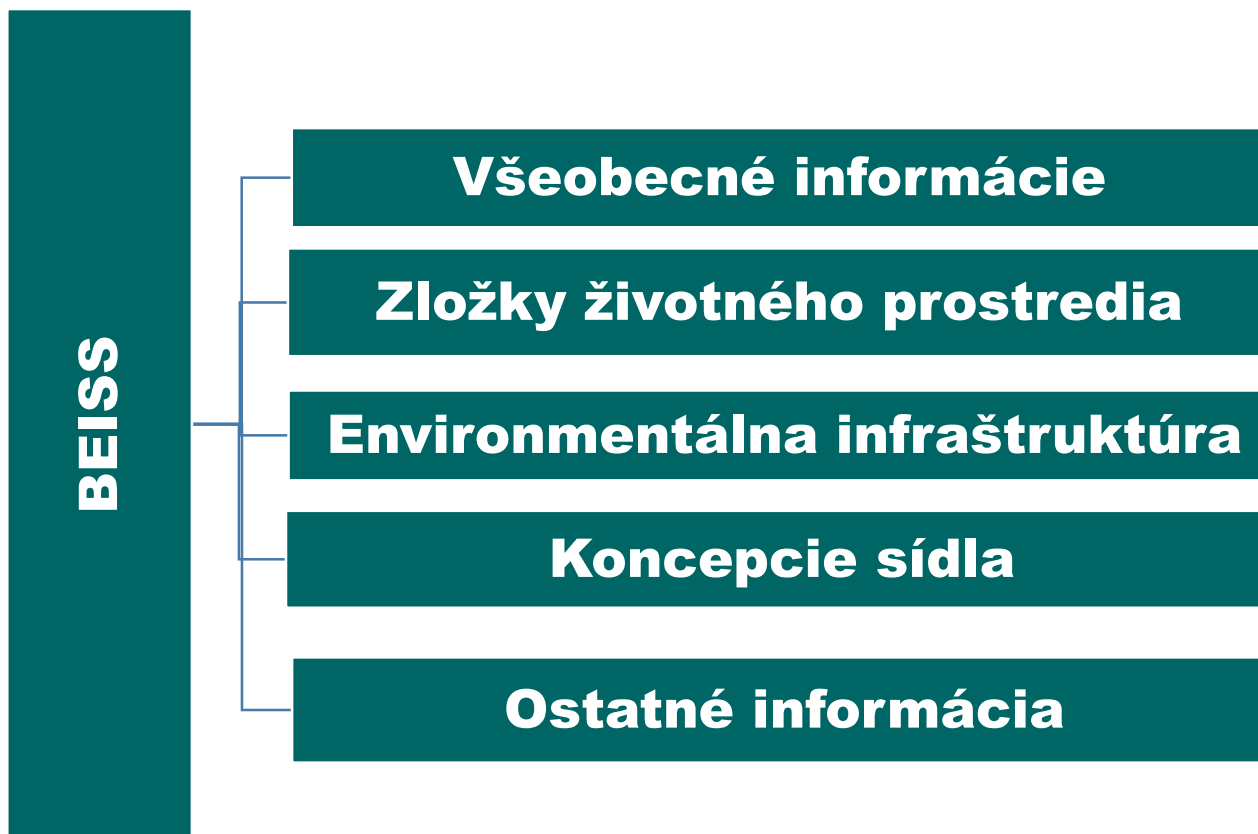 BEISS
Všeobecné informácie
Zložky životného prostredia
Environmentálna infraštruktúra
Koncepcie sídla
Ostatné informácia